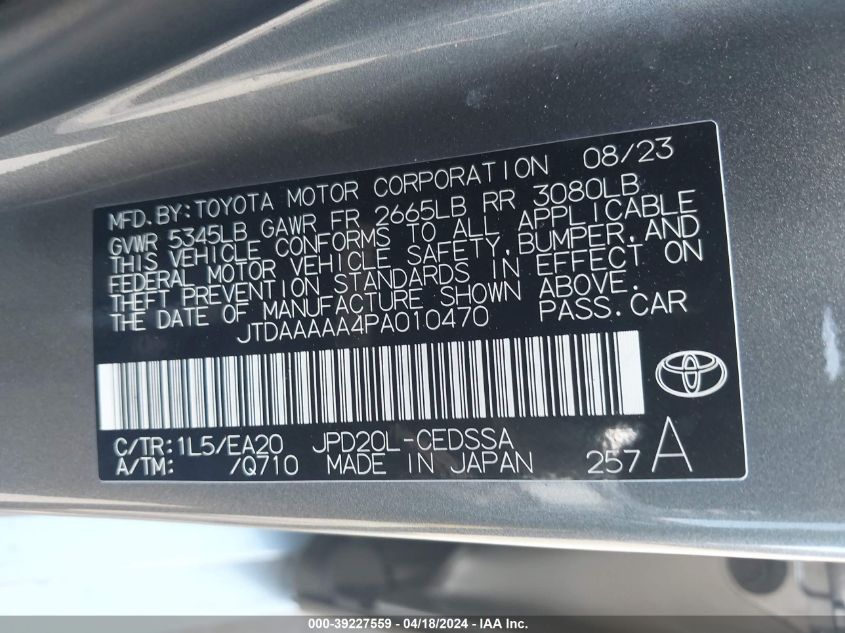 MFD. BY: TOYOTA MOTOR CORPORATION 08/23
GVWR 5345LB GAWR FR 2665LB RR 3080LB
THIS VEHICLE CONFORMS TO ALL APPLICABLE
FEDERAL MOTOR VEHICLE SAFETY, BUMPER, AND
THEFT PREVENTION STANDARDS IN EFFECT ON
THE DATE OF MANUFACTURE SHOWN ABOVE.
JTDAAAAA4PA010470 PASS. CAR
C/TR: 1L5/EA20 JPD20L-CEDSSA
A/TM: /Q710 MADE IN JAPAN 257A
000-39227559 - 04/18/2024 - IAA Inc.